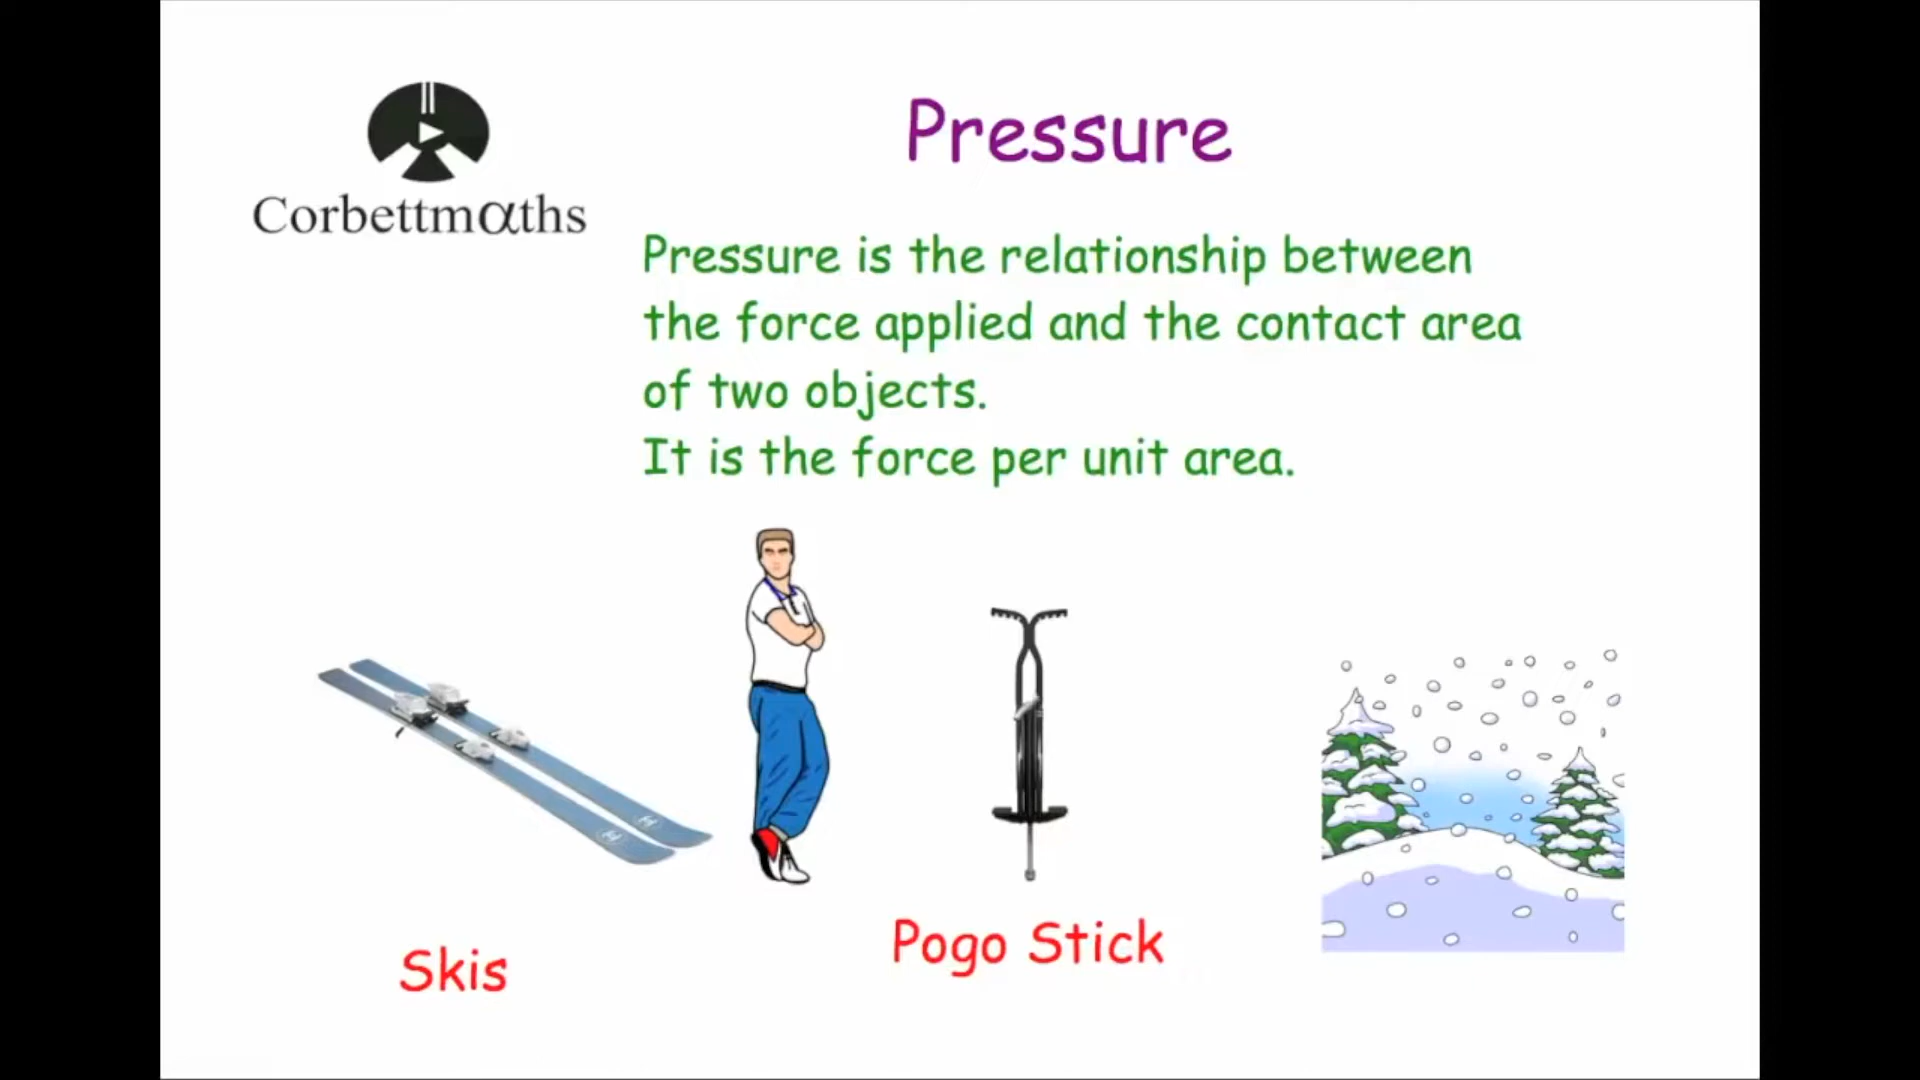 Corbettmαths
Pressure
Pressure is the relationship between
the force applied and the contact area
of two objects.
It is the force per unit area.
Skis
Pogo Stick